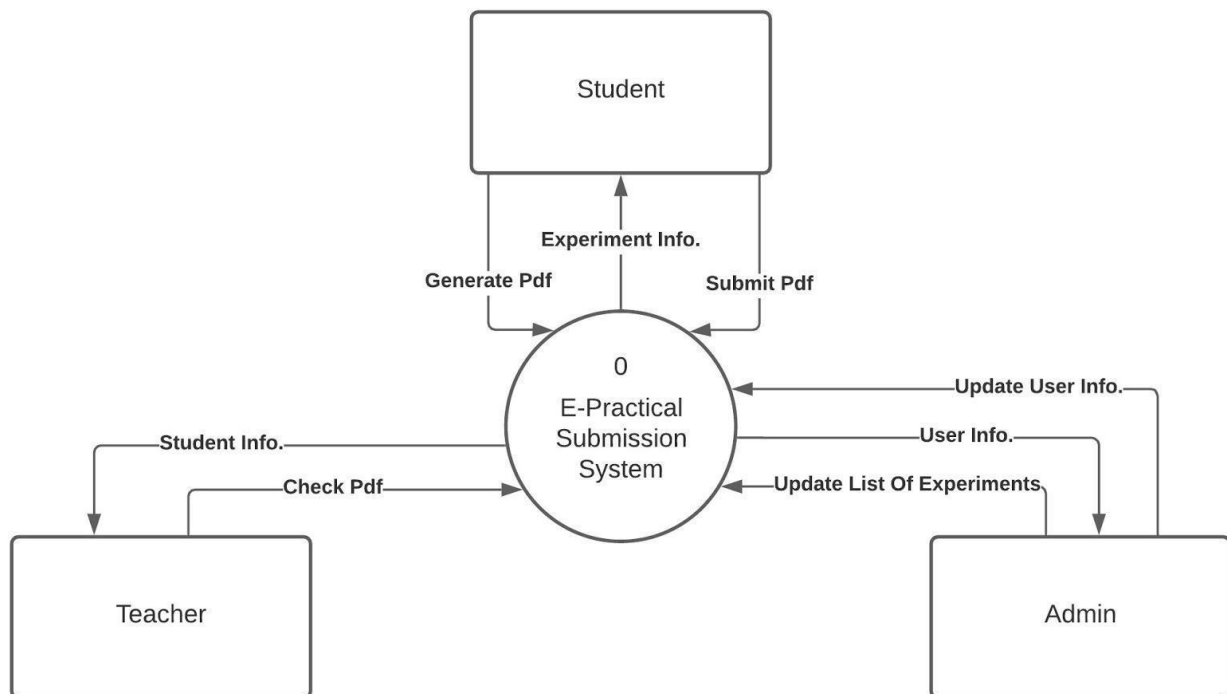 Student
Experiment Info.
Generate Pdf
Submit Pdf
0
E-Practical
Submission
System
Update User Info.
Student Info.
User Info.
Check Pdf
Update List Of Experiments
Teacher
Admin